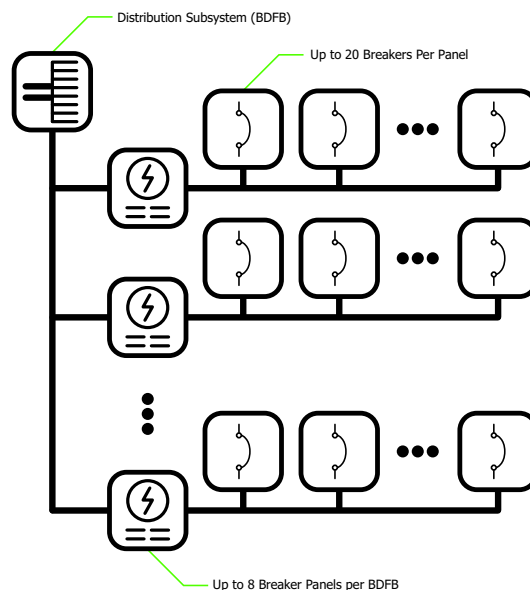 Distribution Subsystem (BDFB)
Up to 20 Breakers Per Panel
Up to 8 Breaker Panels per BDFB